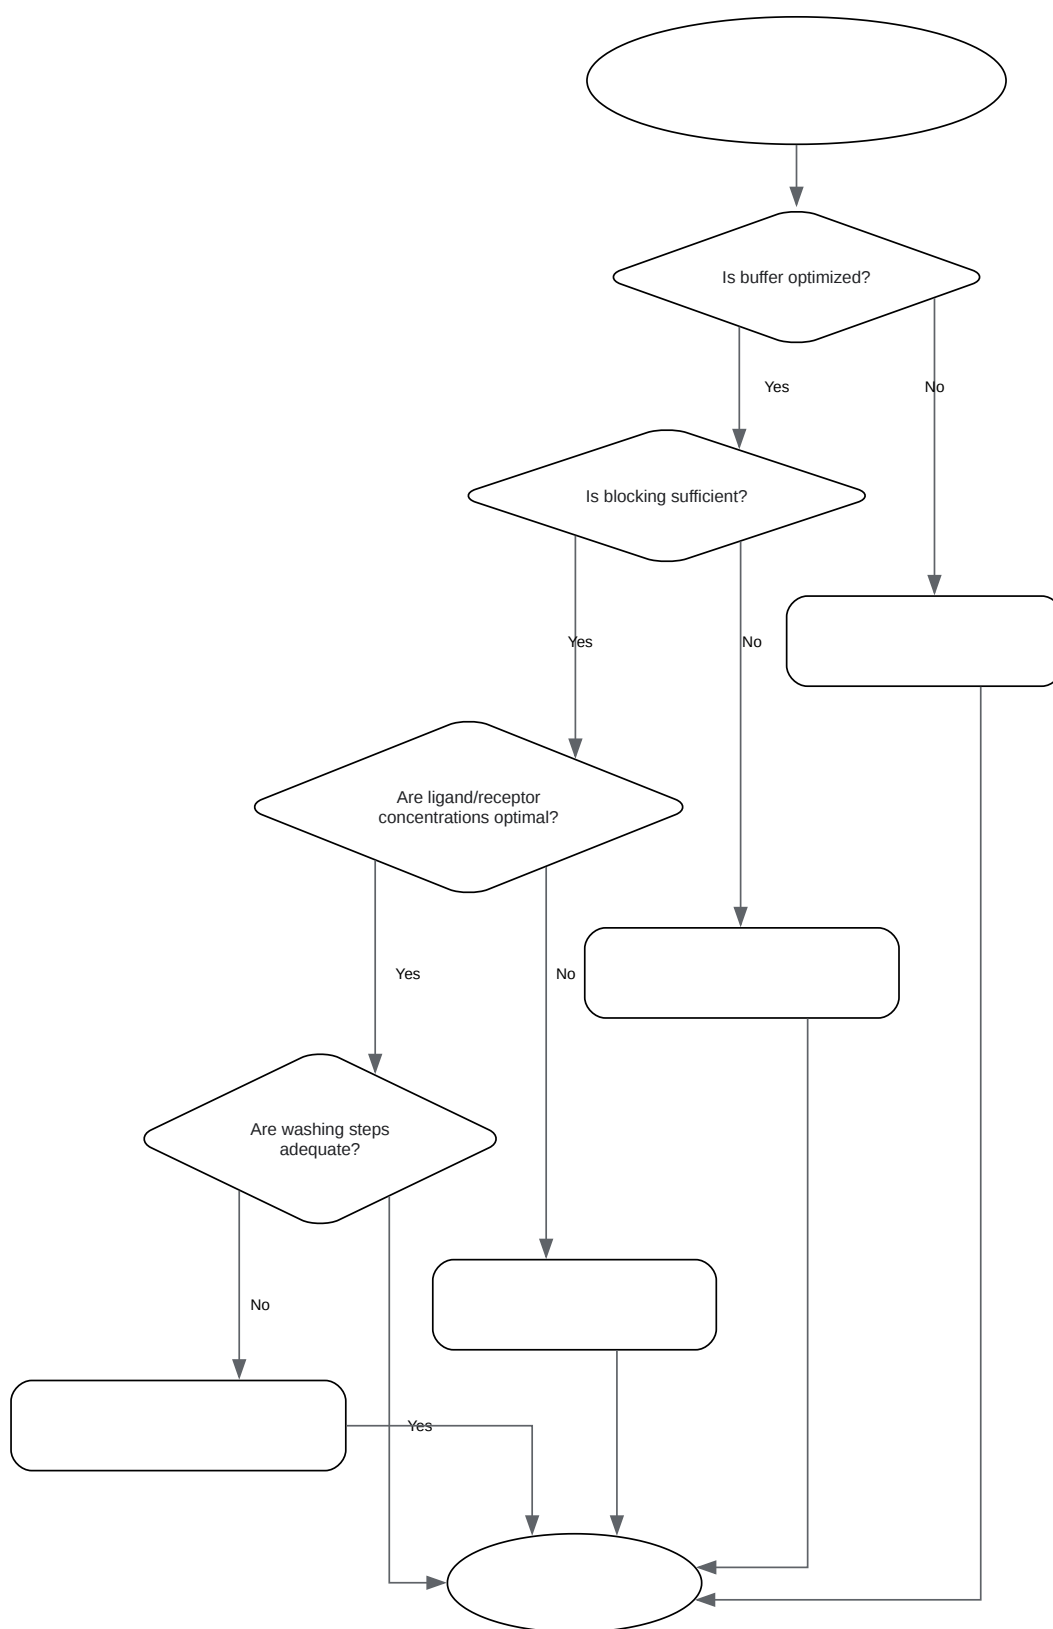 Is buffer optimized?
Yes
No
Is blocking sufficient?
Yes
No
Are ligand/receptor
concentrations optimal?
Yes
No
Are washing steps
adequate?
No
Yes